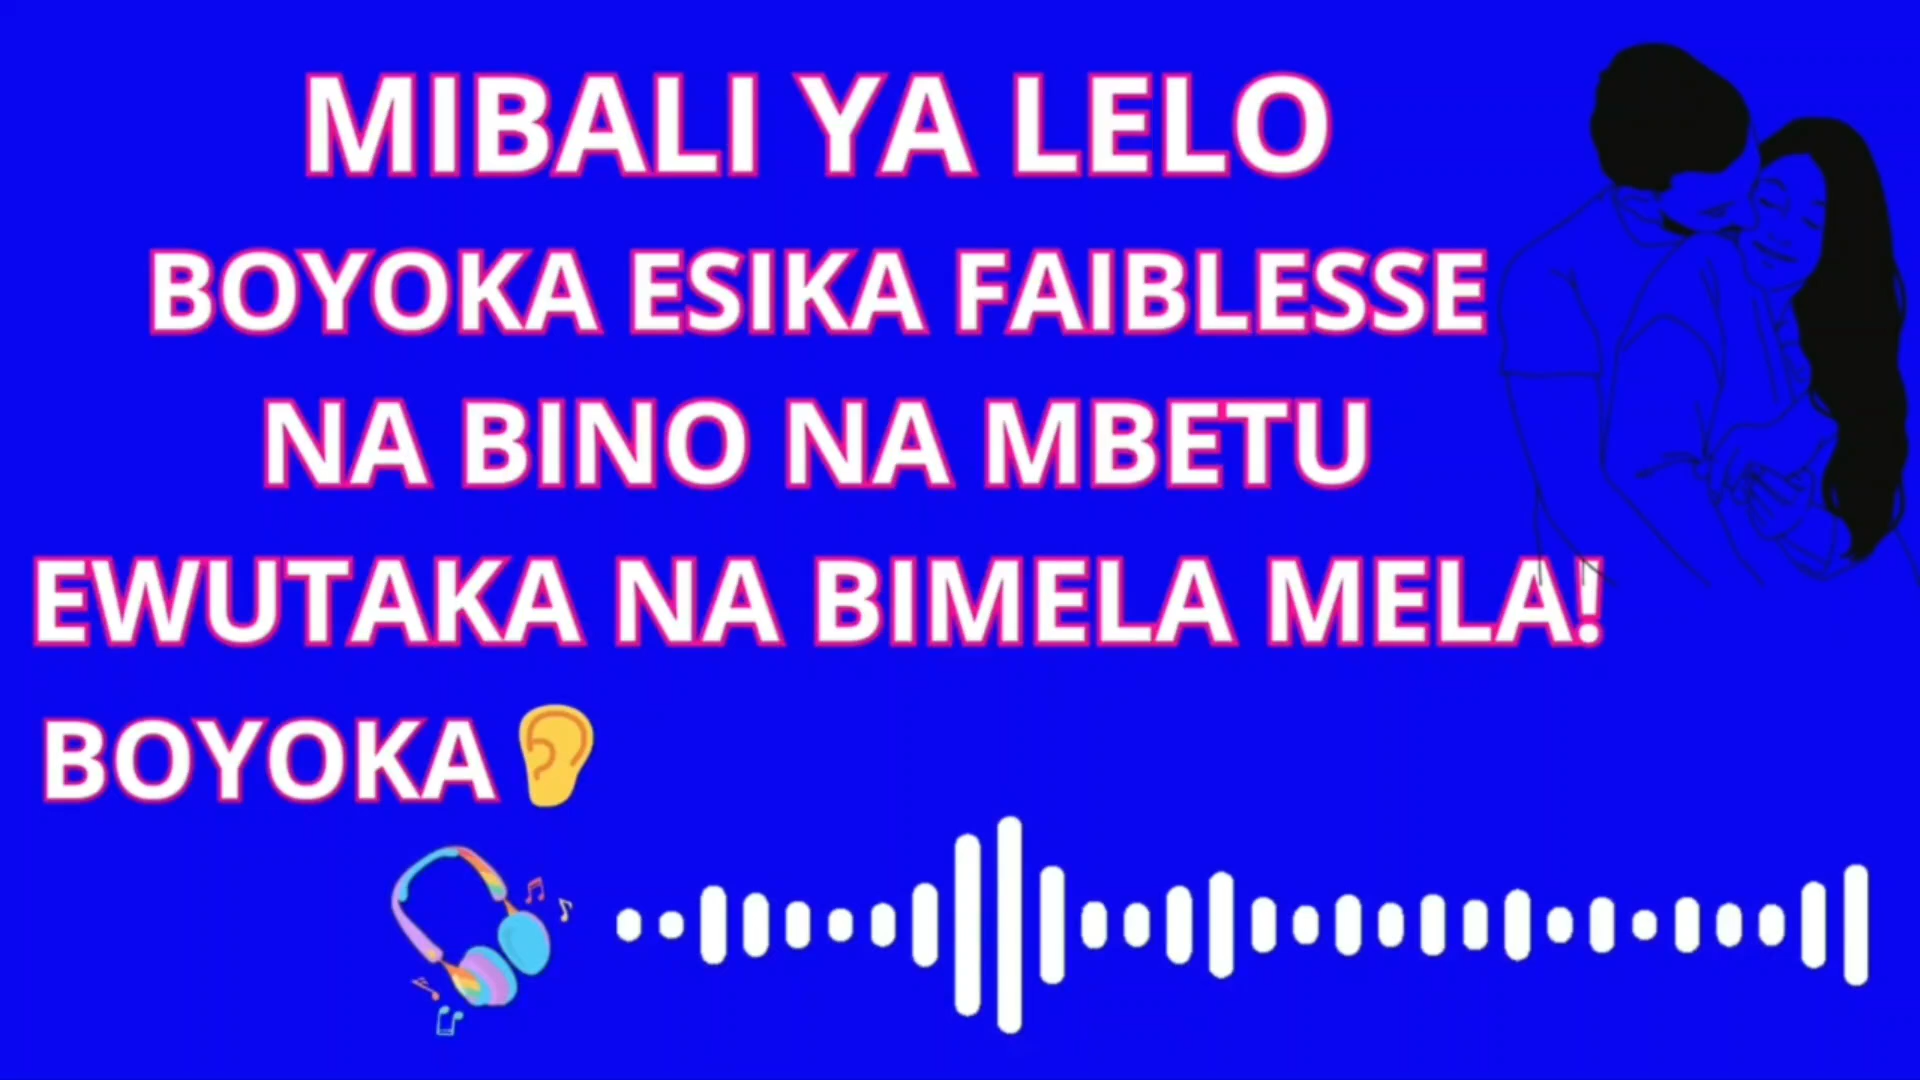 MIBALI YA LELO
BOYOKA ESIKA FAIBLESSE
NA BINO NA MBETU
EWUTAKA NA BIMELA MELA!
BOYOKA👂